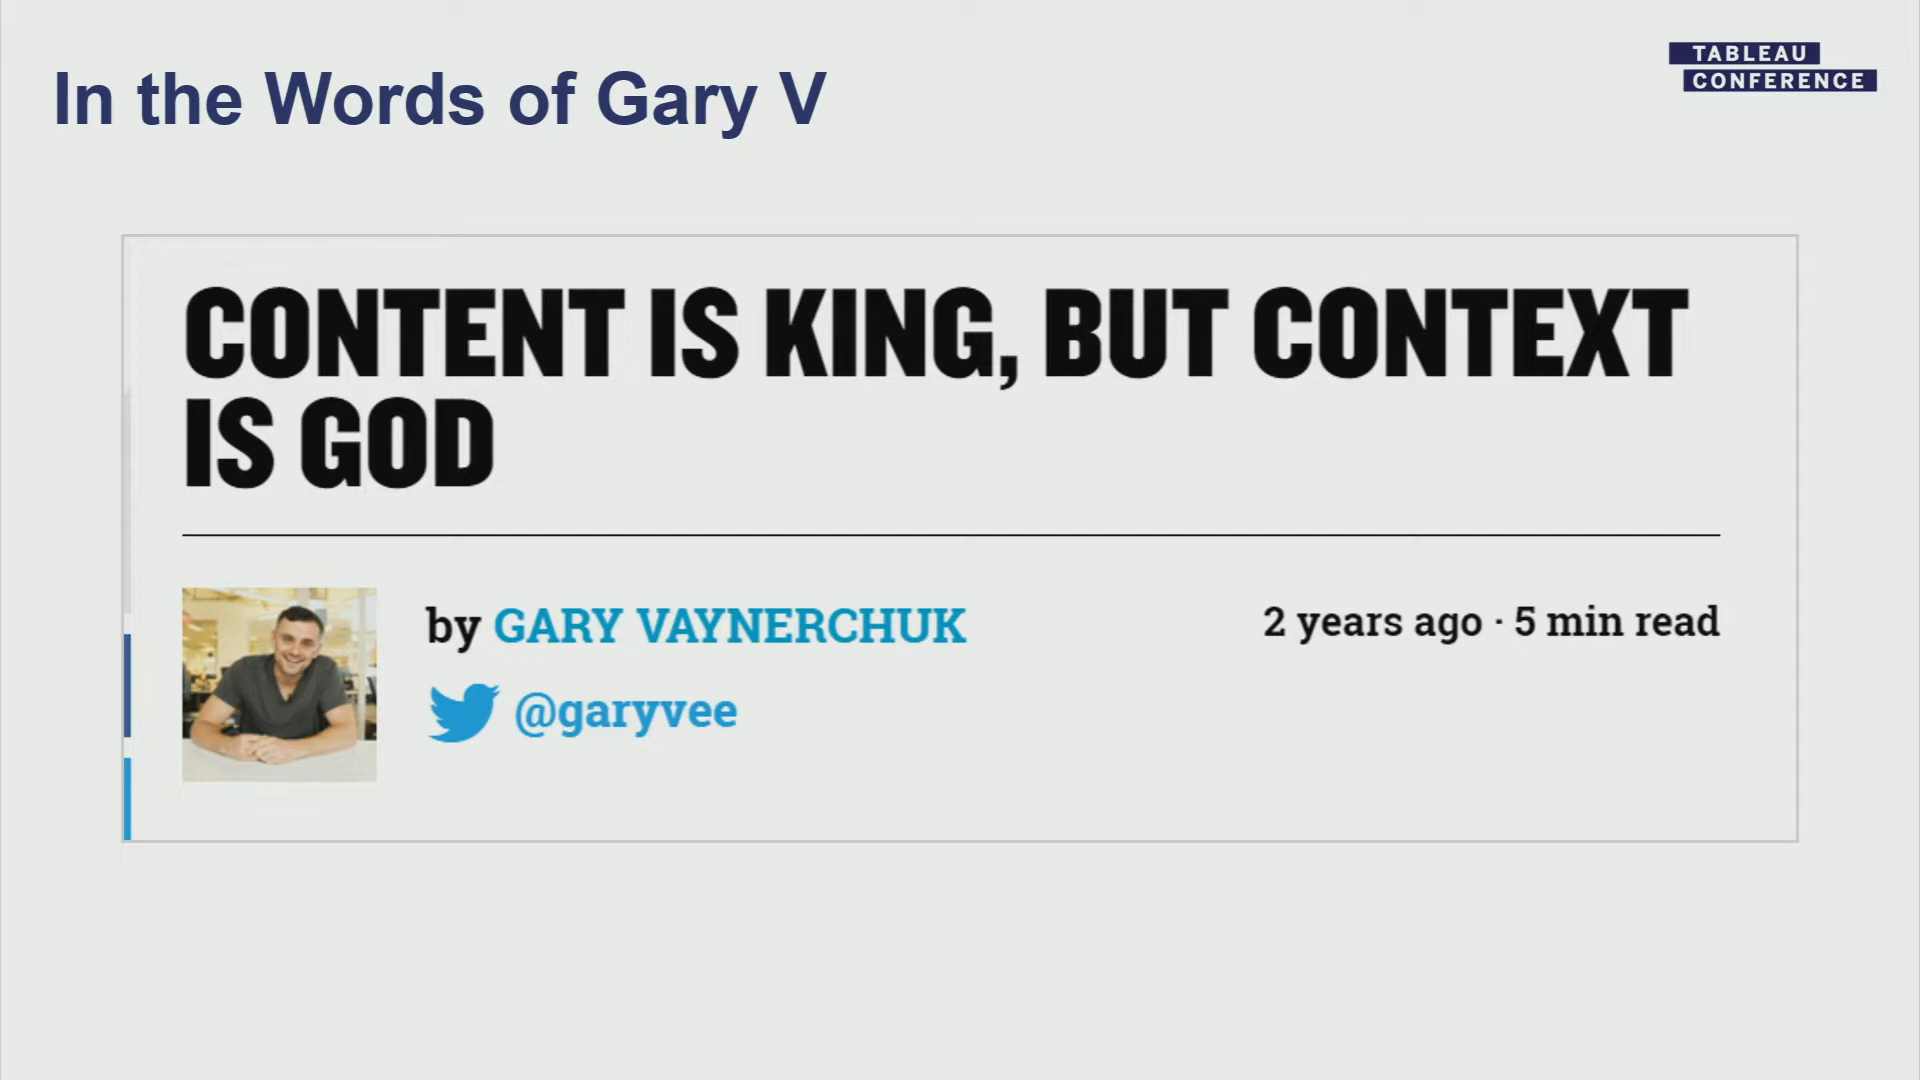 In the Words of Gary V
TABLEAU
CONFERENCE
CONTENT IS KING, BUT CONTEXT
IS GOD
by GARY VAYNERCHUK
2 years ago · 5 min read
@garyvee